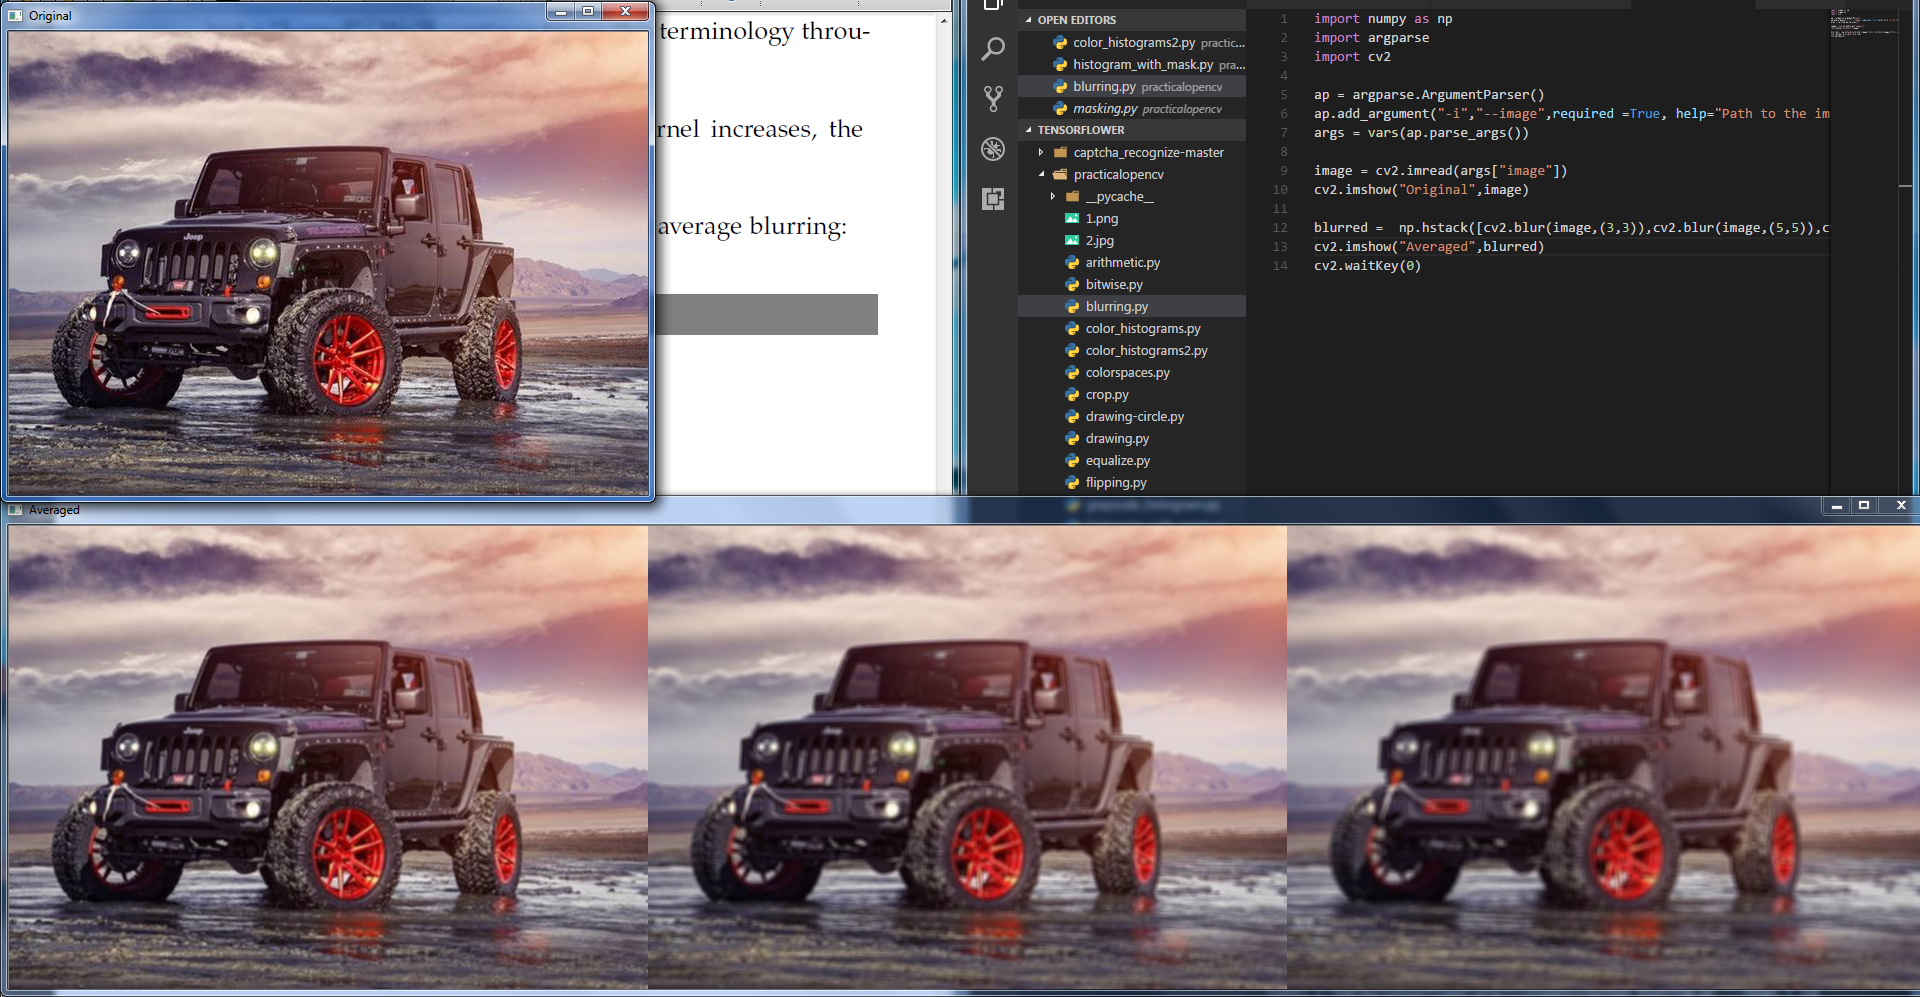 Original
terminology throu-
rnel increases, the
average blurring:
OPEN EDITORS
color_histograms2.py practic...
histogram_with_mask.py pra...
blurring.py practicalopencv
masking.py practicalopencv
TENSORFLOWER
captcha_recognize-master
practicalopencv
__pycache__
1.png
2.jpg
arithmetic.py
bitwise.py
blurring.py
color_histograms.py
color_histograms2.py
colorspaces.py
crop.py
drawing-circle.py
drawing.py
equalize.py
flipping.py
1 import numpy as np
2 import argparse
3 import cv2
4
5 ap = argparse.ArgumentParser()
6 ap.add_argument("-i","--image",required =True, help="Path to the im
7 args = vars(ap.parse_args())
8
9 image = cv2.imread(args["image"])
10 cv2.imshow("Original",image)
11
12 blurred =  np.hstack([cv2.blur(image,(3,3)),cv2.blur(image,(5,5)),c
13 cv2.imshow("Averaged",blurred)
14 cv2.waitKey(0)
Averaged
Jeep
Jeep